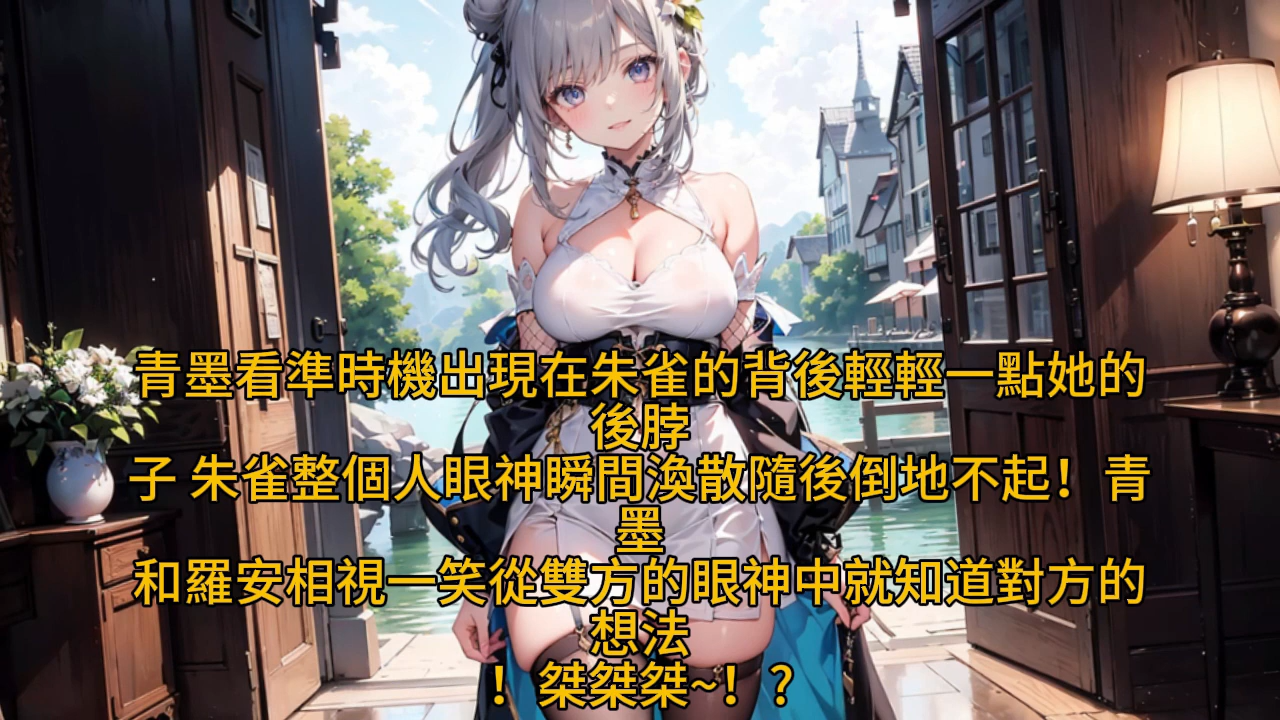 青墨看準時機出現在朱雀的背後輕輕一點她的
後脖
子 朱雀整個人眼神瞬間渙散隨後倒地不起！青
墨
和羅安相視一笑從雙方的眼神中就知道對方的
想法
！桀桀桀~！？